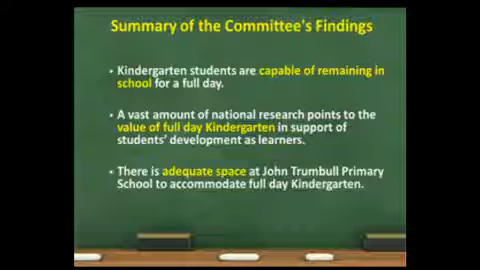 Summary of the Committee's Findings
• Kindergarten students are capable of remaining in
school for a full day.
• A vast amount of national research points to the
value of full day Kindergarten in support of
students' development as learners.
• There is adequate space at John Trumbull Primary
School to accommodate full day Kindergarten.